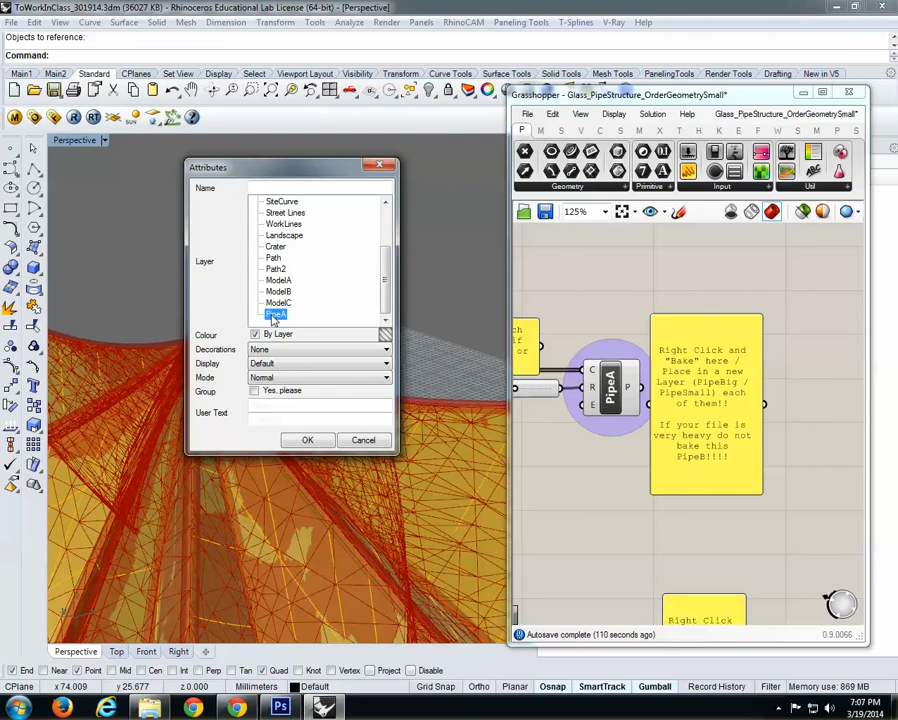 ToWorkInClass_301914.3dm (36027 KB) - Rhinoceros Educational Lab License (64-bit) - [Perspective]
File Edit View Curve Surface Solid Mesh Dimension Transform Tools Analyze Render Panels RhinoCAM Paneling Tools T-Splines V-Ray Help
Objects to reference:
Command:
Main1 Main2 Standard CPlanes Set View Display Select Viewport Layout Visibility Transform Curve Tools Surface Tools Solid Tools Mesh Tools PanelingTools Render Tools Drafting New in V5
Perspective
Attributes
Name
Layer
SiteCurve
Street Lines
WorkLines
Landscape
Crater
Path
Path2
ModelA
ModelB
ModelC
PipeA
Colour By Layer
Decorations None
Display Default
Mode Normal
Group Yes, please
User Text
OK Cancel
Grasshopper - Glass_PipeStructure_OrderGeometrySmall*
File Edit View Display Solution Help Glass_PipeStructure_OrderGeometrySmall*
P M S V C S M I T D
Geometry Primitive Input Util
125%
ch
if
or
C
R
E
PipeA
P
Right Click and
"Bake" here /
Place in a new
Layer (PipeBig /
PipeSmall) each
of them!!
If your file is
very heavy do not
bake this
PipeB!!!!
Right Click
Autosave complete (110 seconds ago) 0.9.0066
Perspective Top Front Right
End Near Point Mid Cen Int Perp Tan Quad Knot Vertex Project Disable
CPlane x 74.009 y 25.677 z 0.000 Millimeters Default Grid Snap Ortho Planar Osnap SmartTrack Gumball Record History Filter Memory use: 869 MB
Ps
7:07 PM
3/19/2014